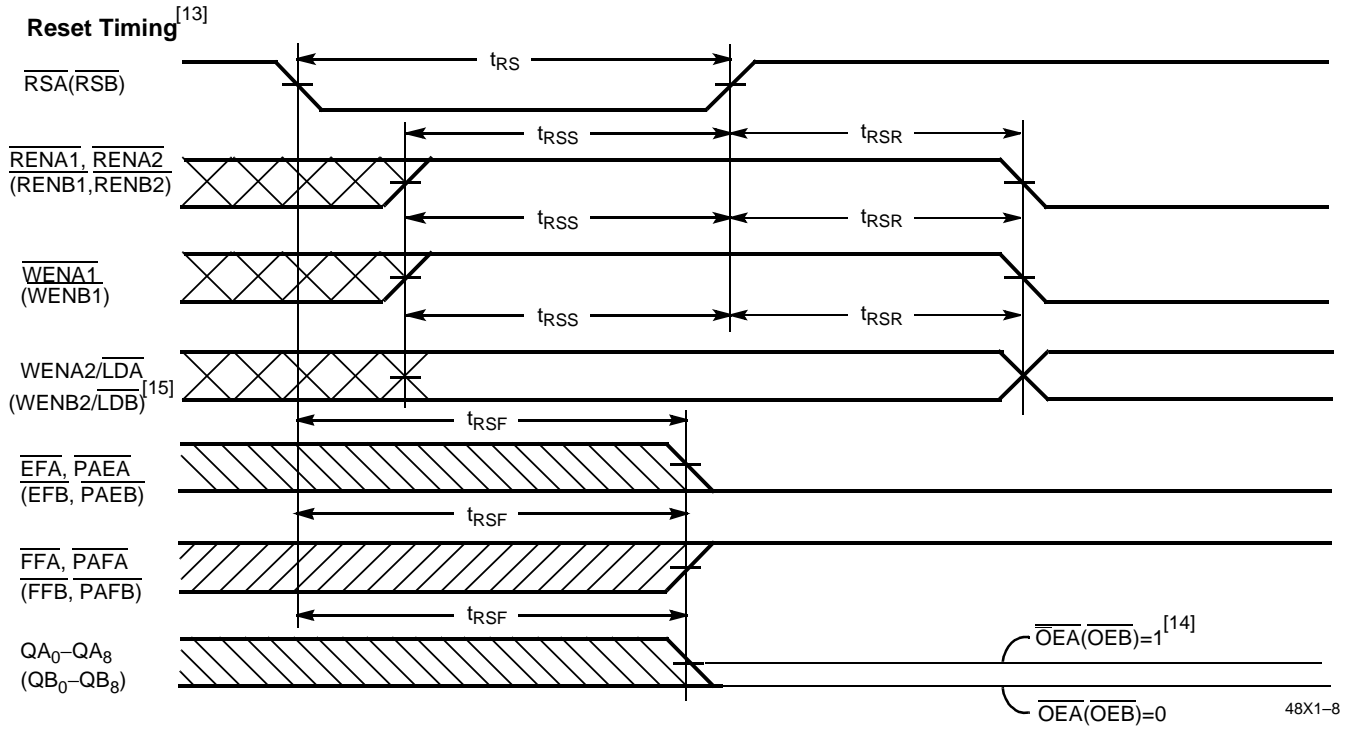 Reset Timing[13]
tRS
RSA(RSB)
tRSS tRSR
RENA1, RENA2
(RENB1,RENB2)
tRSS tRSR
WENA1
(WENB1)
tRSS tRSR
WENA2/LDA
(WENB2/LDB)[15]
tRSF
EFA, PAEA
(EFB, PAEB)
tRSF
FFA, PAFA
(FFB, PAFB)
tRSF
OEA(OEB)=1[14]
QA0–QA8
(QB0–QB8)
OEA(OEB)=0
48X1–8